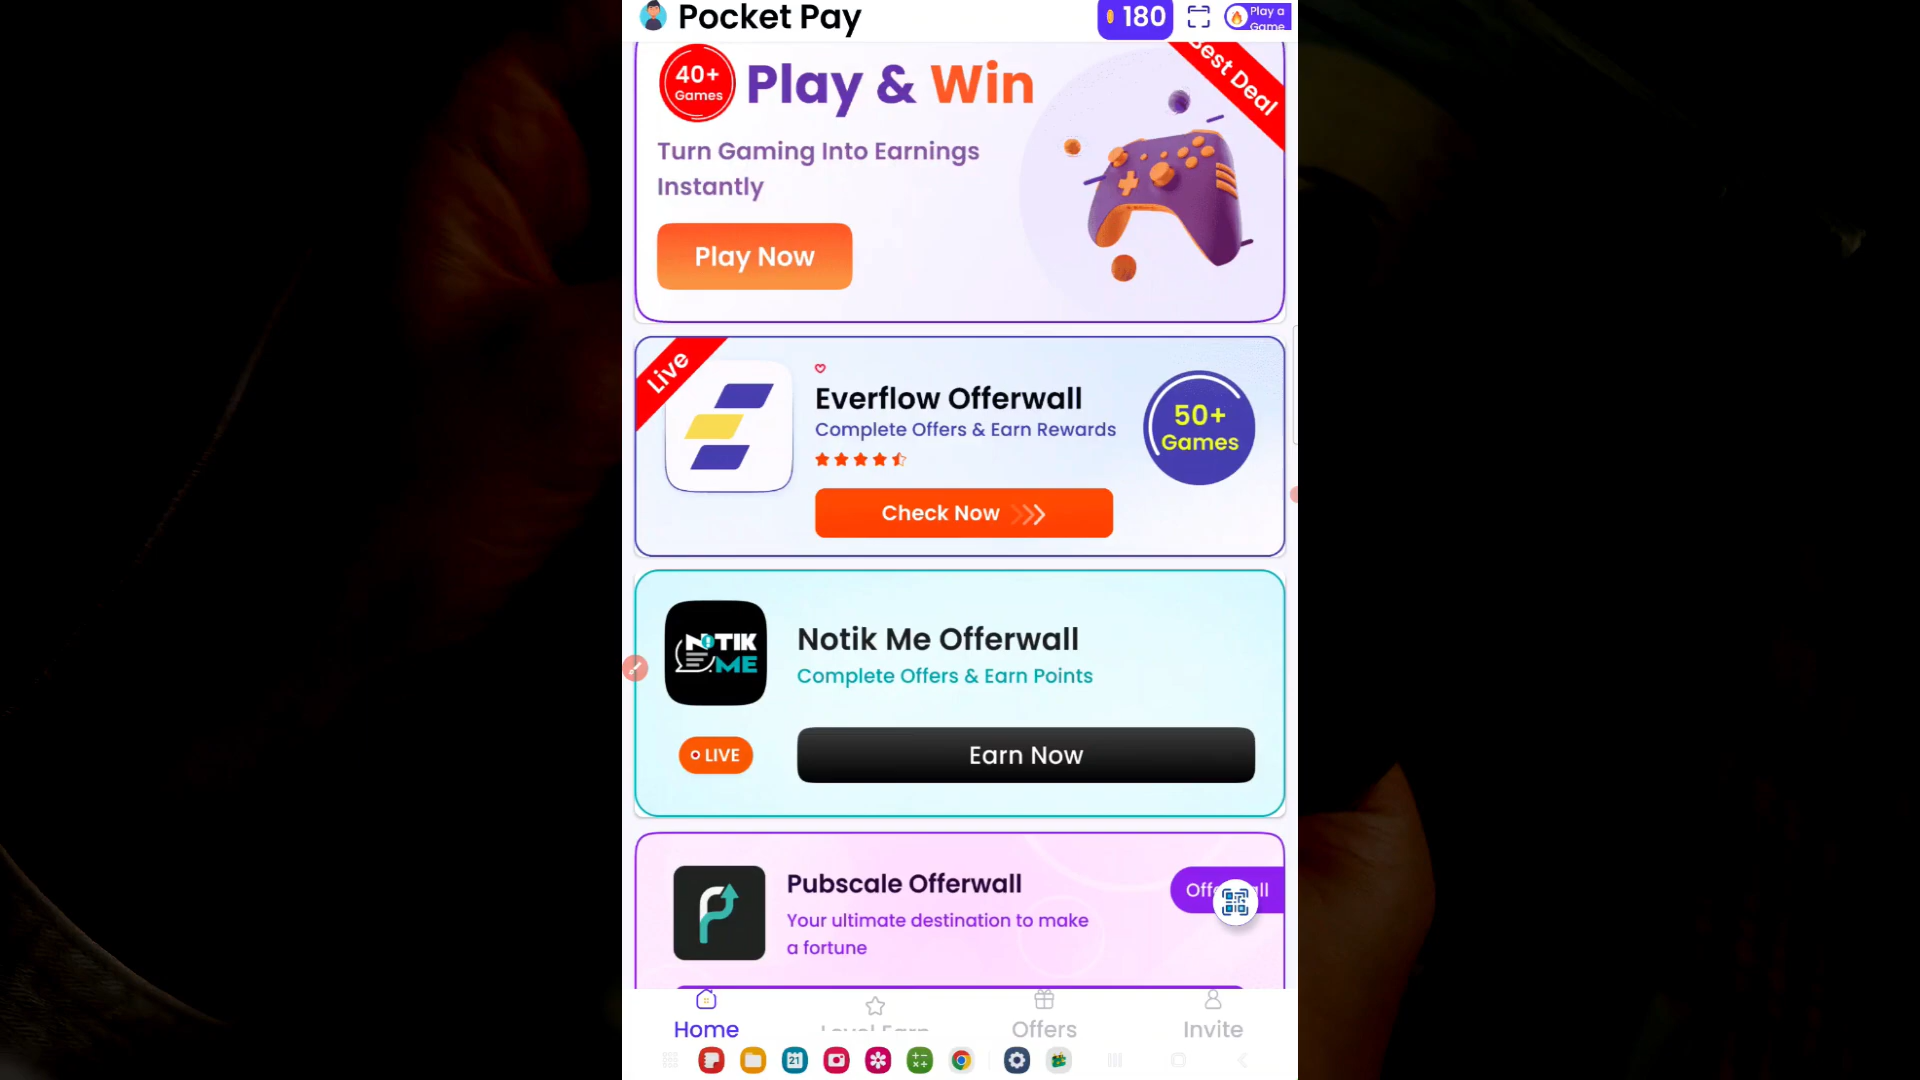 Pocket Pay
180
Play a
Game
40+
Games
Play & Win
Best Deal
Turn Gaming Into Earnings
Instantly
Play Now
Live
Everflow Offerwall
Complete Offers & Earn Rewards
50+
Games
Check Now
NOTIK
ME
Notik Me Offerwall
Complete Offers & Earn Points
LIVE
Earn Now
Pubscale Offerwall
Your ultimate destination to make
a fortune
Home
Offers
Invite
21